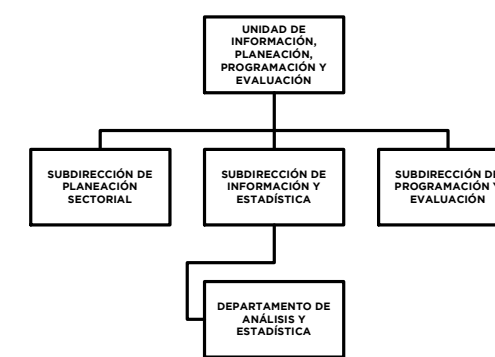 UNIDAD DE
INFORMACIÓN,
PLANEACIÓN,
PROGRAMACIÓN Y
EVALUACIÓN
SUBDIRECCIÓN DE
PLANEACIÓN
SECTORIAL
SUBDIRECCIÓN DE
INFORMACIÓN Y
ESTADÍSTICA
SUBDIRECCIÓN DE
PROGRAMACIÓN Y
EVALUACIÓN
DEPARTAMENTO DE
ANÁLISIS Y
ESTADÍSTICA